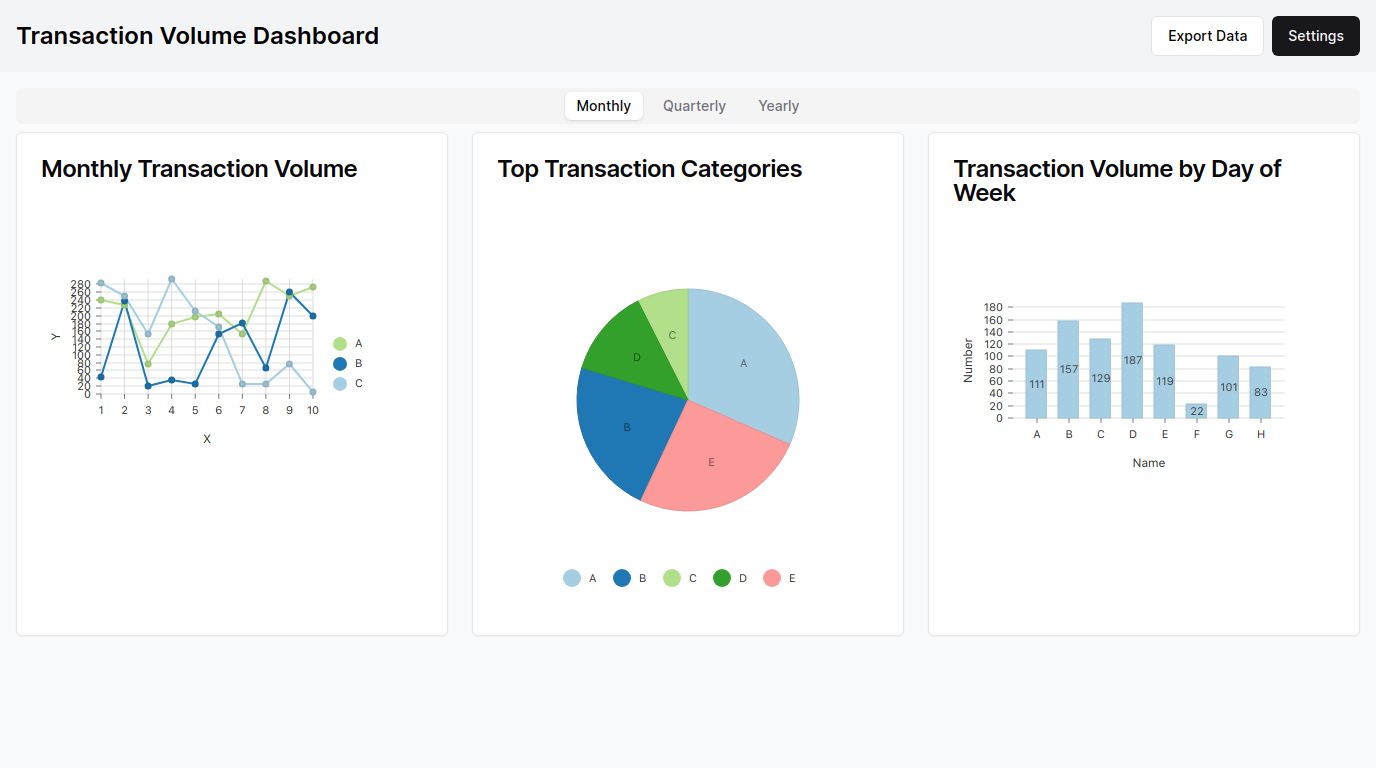 Transaction Volume Dashboard
Export Data
Settings
Monthly
Quarterly
Yearly
Monthly Transaction Volume
280
260
240
220
200
180
160
140
120
100
80
60
40
20
0
Y
1 2 3 4 5 6 7 8 9 10
X
A
B
C
Top Transaction Categories
A
B
C
D
E
A B C D E
Transaction Volume by Day of
Week
180
160
140
120
100
80
60
40
20
0
Number
111 157 129 187 119 22 101 83
A B C D E F G H
Name